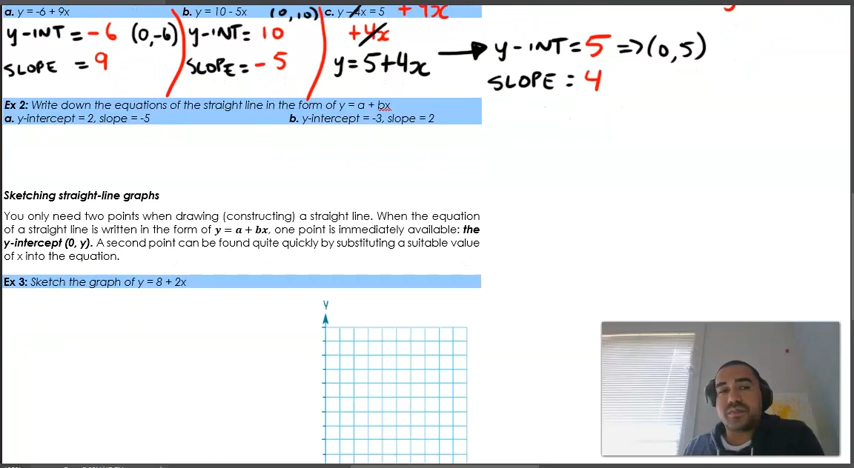 a. y = -6 + 9x b. y = 10 - 5x (0,10) c. y - 4x = 5 + 4x
y-INT = -6 (0,-6) y-INT = 10 +4x y-INT = 5 => (0,5)
SLOPE = 9 SLOPE = -5 y = 5+4x SLOPE = 4
Ex 2: Write down the equations of the straight line in the form of y = a + bx
a. y-intercept = 2, slope = -5 b. y-intercept = -3, slope = 2
Sketching straight-line graphs
You only need two points when drawing (constructing) a straight line. When the equation
of a straight line is written in the form of y = a + bx, one point is immediately available: the
y-intercept (0, y). A second point can be found quite quickly by substituting a suitable value
of x into the equation.
Ex 3: Sketch the graph of y = 8 + 2x
Y